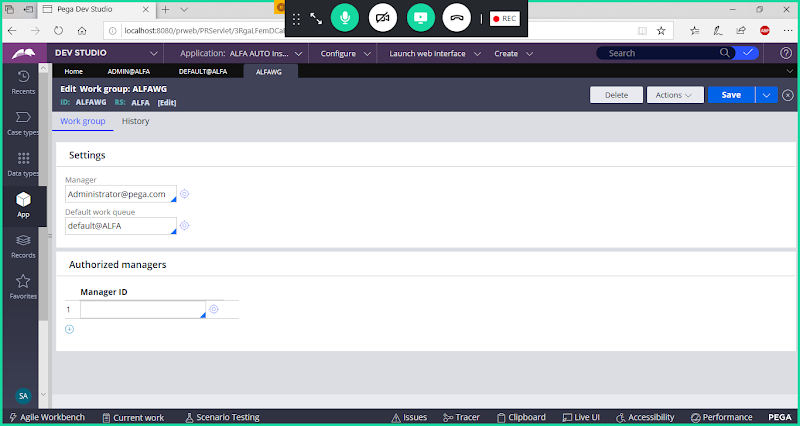 Pega Dev Studio
localhost:8080/prweb/PRServlet/3RgaLFemDCal
REC
ABP
DEV STUDIO
Application: ALFA AUTO Ins...
Configure
Launch web interface
Create
Search
Home
ADMIN@ALFA
DEFAULT@ALFA
ALFAWG
Recents
Edit Work group: ALFAWG
ID: ALFAWG RS: ALFA [Edit]
Delete
Actions
Save
Case types
Work group
History
Data types
Settings
Manager
Administrator@pega.com
App
Default work queue
default@ALFA
Records
Authorized managers
Favorites
Manager ID
1
SA
Agile Workbench
Current work
Scenario Testing
Issues
Tracer
Clipboard
Live UI
Accessibility
Performance
PEGA